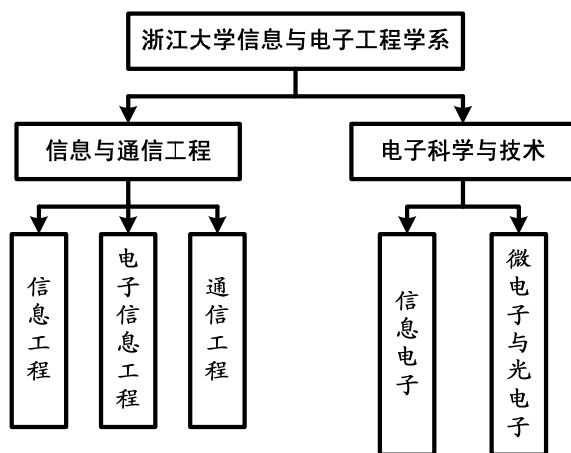 浙江大学信息与电子工程学系
信息与通信工程
电子科学与技术
信息工程
电子信息工程
通信工程
信息电子
微电子与光电子